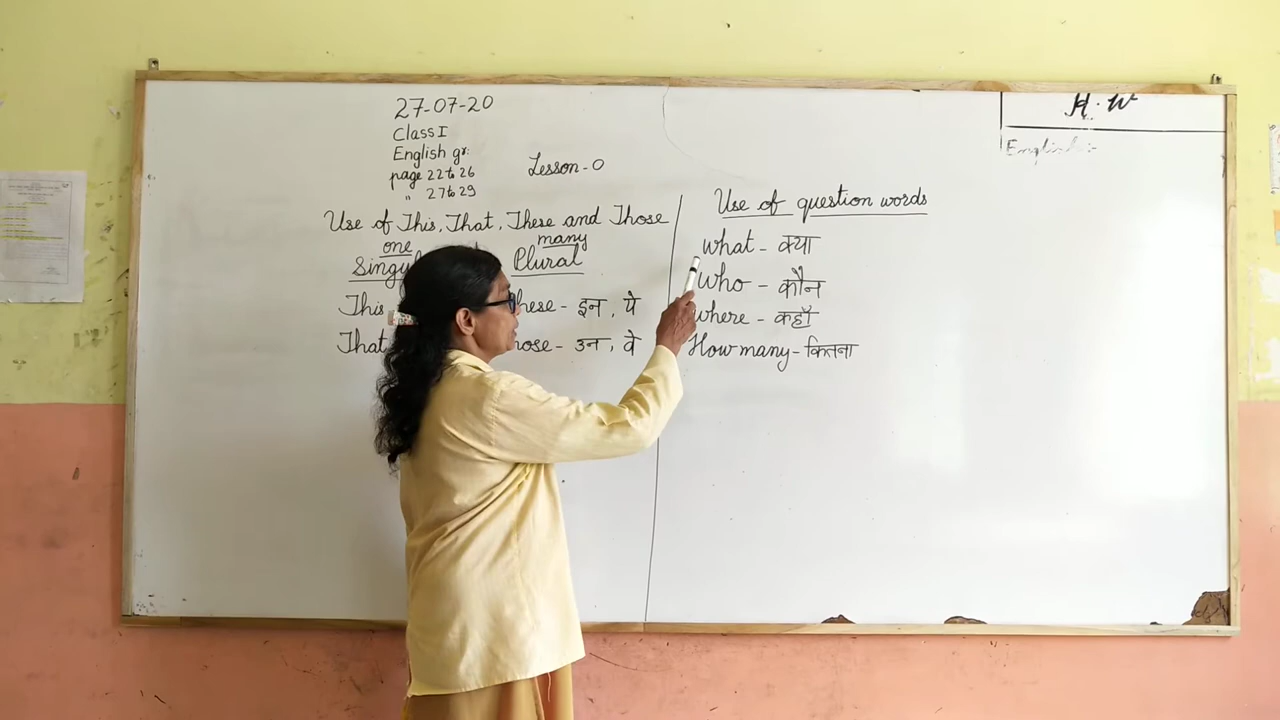 27-07-20
Class I
English gr:
page 22 to 26
" 27 to 29
Lesson-0
Use of This, That, These and Those
one
many
Plural
This
hese - इन, ये
That
hose - उन, वे
Use of question words
what - क्या
Who - कौन
where - कहाँ
How many - कितना
H.W
English:-